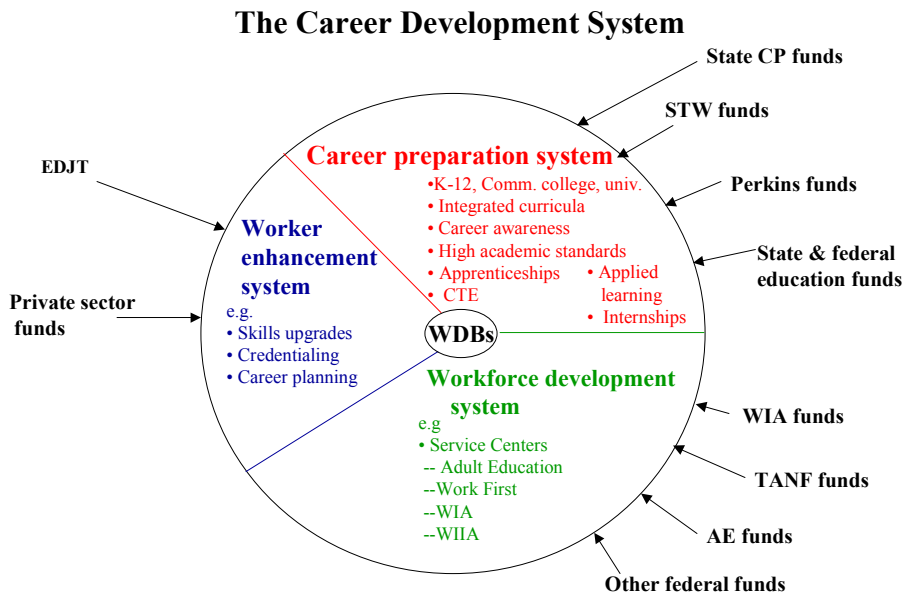 The Career Development System
State CP funds
STW funds
Perkins funds
State & federal
education funds
EDJT
Private sector
funds
Career preparation system
•K-12, Comm. college, univ.
• Integrated curricula
• Career awareness
• High academic standards
• Apprenticeships
• CTE
• Applied
learning
• Internships
Worker
enhancement
system
e.g.
• Skills upgrades
• Credentialing
• Career planning
WDBs
Workforce development
system
e.g
• Service Centers
-- Adult Education
--Work First
--WIA
--WIIA
WIA funds
TANF funds
AE funds
Other federal funds